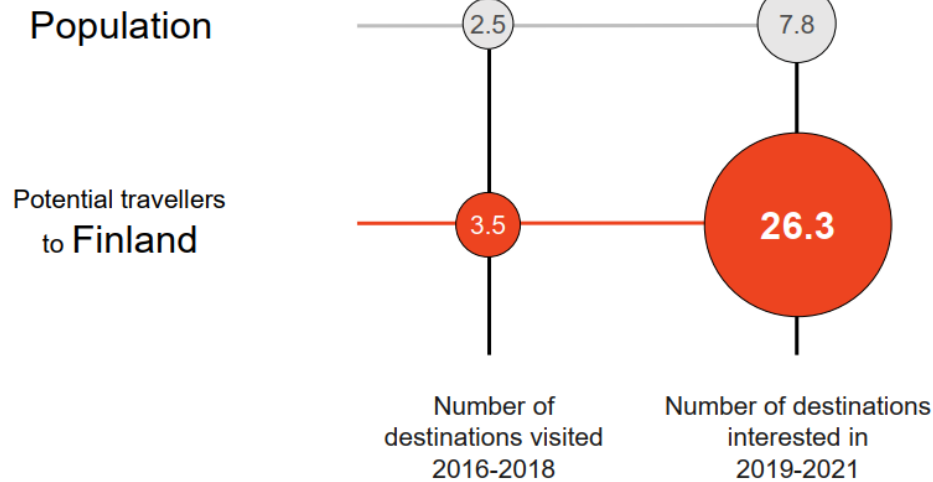 Population
2.5
7.8
Potential travellers
to Finland
3.5
26.3
Number of
destinations visited
2016-2018
Number of destinations
interested in
2019-2021